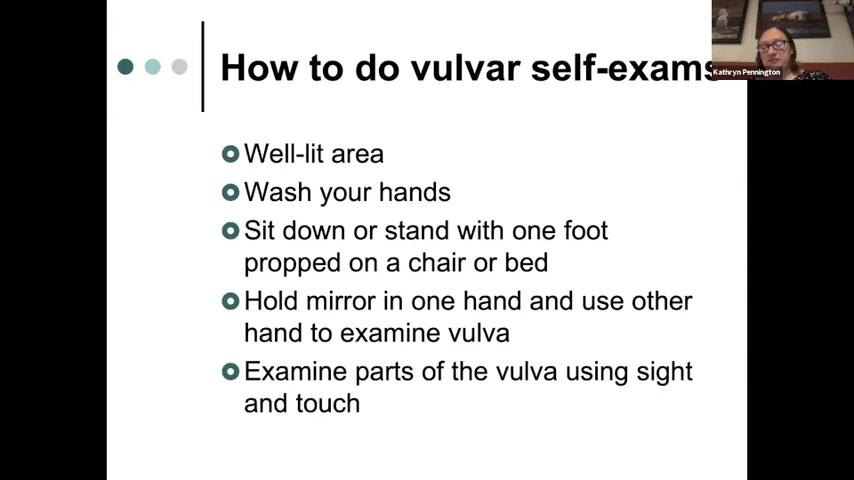 How to do vulvar self-exams
Kathryn Pennington
Well-lit area
Wash your hands
Sit down or stand with one foot
propped on a chair or bed
Hold mirror in one hand and use other
hand to examine vulva
Examine parts of the vulva using sight
and touch